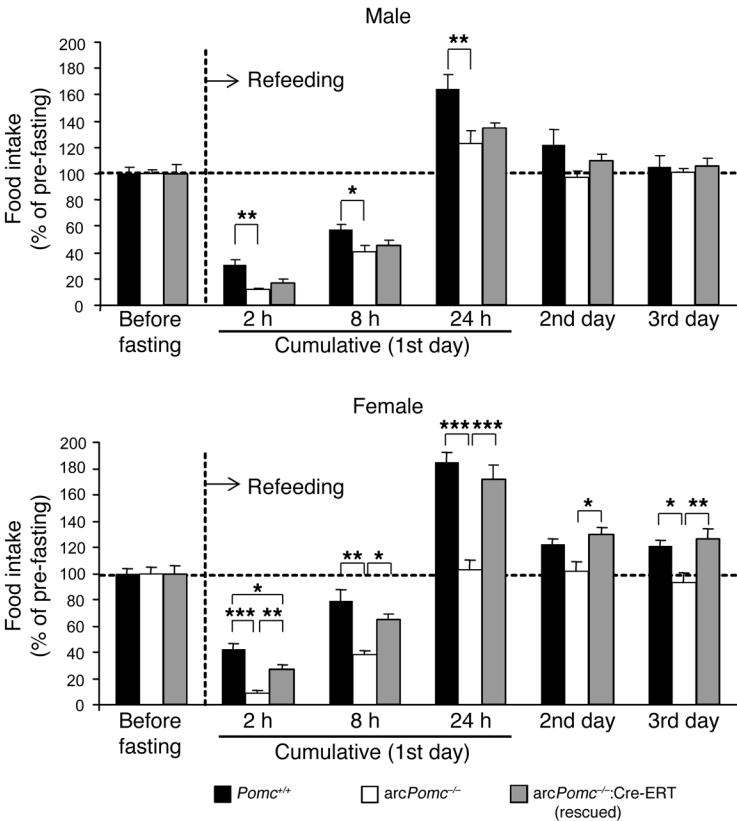 Male
Food intake
(% of pre-fasting)
200
180
160
140
120
100
80
60
40
20
0
Refeeding
**
*
**
Before
fasting
2 h
8 h
24 h
2nd day
3rd day
Cumulative (1st day)
Female
Food intake
(% of pre-fasting)
200
180
160
140
120
100
80
60
40
20
0
Refeeding
*
*** **
** *
*** ***
*
* **
Before
fasting
2 h
8 h
24 h
2nd day
3rd day
Cumulative (1st day)
Pomc+/+
arcPomc–/–
arcPomc–/–:Cre-ERT
(rescued)